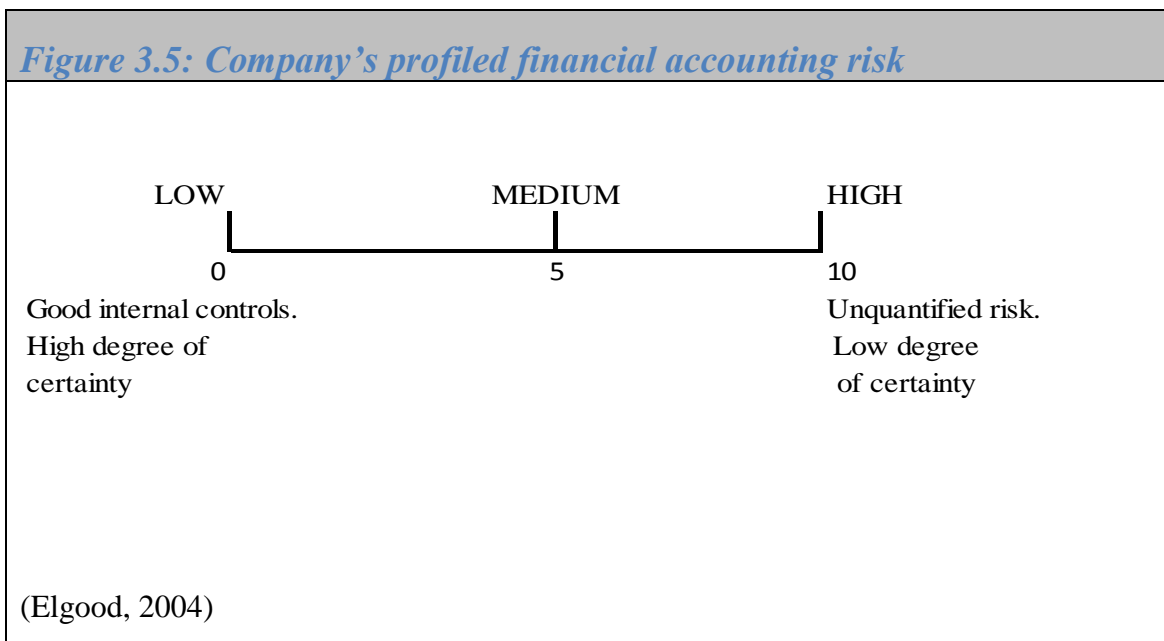 Figure 3.5: Company’s profiled financial accounting risk
LOW MEDIUM HIGH
0 5 10
Good internal controls. Unquantified risk.
High degree of Low degree
certainty of certainty
(Elgood, 2004)